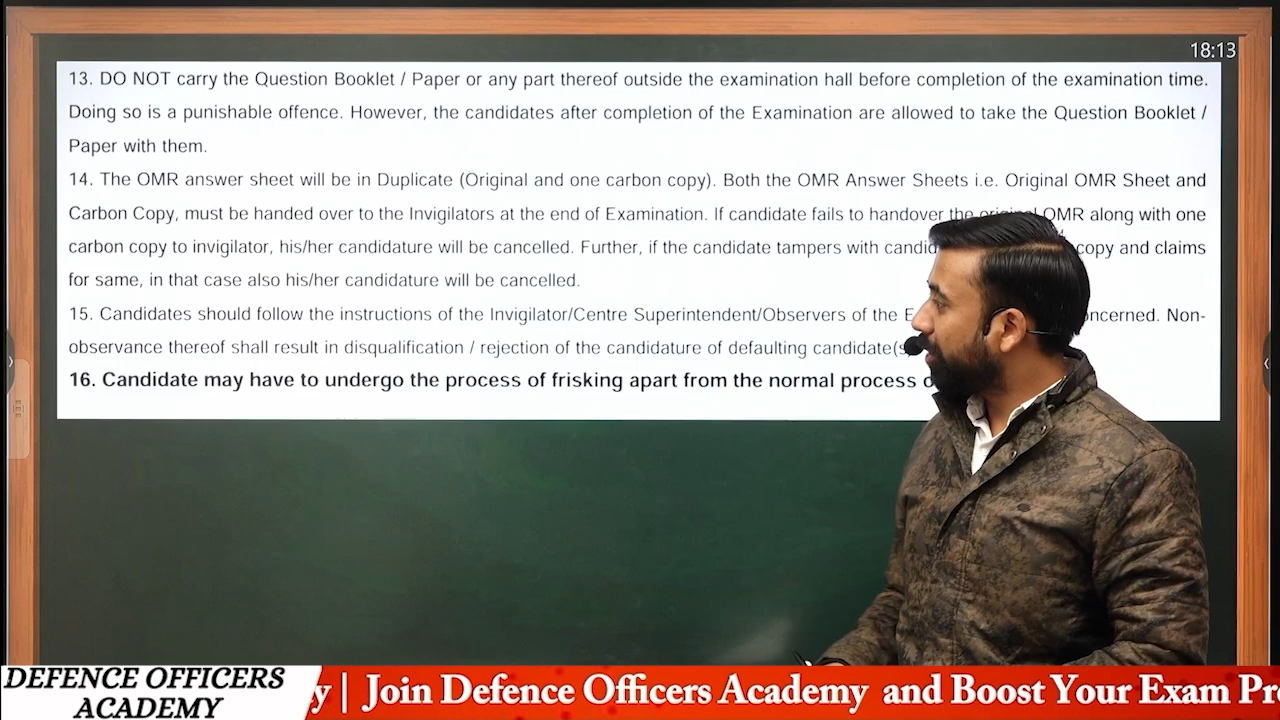 18:13
13. DO NOT carry the Question Booklet / Paper or any part thereof outside the examination hall before completion of the examination time.
Doing so is a punishable offence. However, the candidates after completion of the Examination are allowed to take the Question Booklet /
Paper with them.
14. The OMR answer sheet will be in Duplicate (Original and one carbon copy). Both the OMR Answer Sheets i.e. Original OMR Sheet and
Carbon Copy, must be handed over to the Invigilators at the end of Examination. If candidate fails to handover the original OMR along with one
carbon copy to invigilator, his/her candidature will be cancelled. Further, if the candidate tampers with copy and claims
for same, in that case also his/her candidature will be cancelled.
15. Candidates should follow the instructions of the Invigilator/Centre Superintendent/Observers of the Non-
observance thereof shall result in disqualification / rejection of the candidature of defaulting
16. Candidate may have to undergo the process of frisking apart from the normal process
DEFENCE OFFICERS
ACADEMY
y | Join Defence Officers Academy and Boost Your Exam Pr